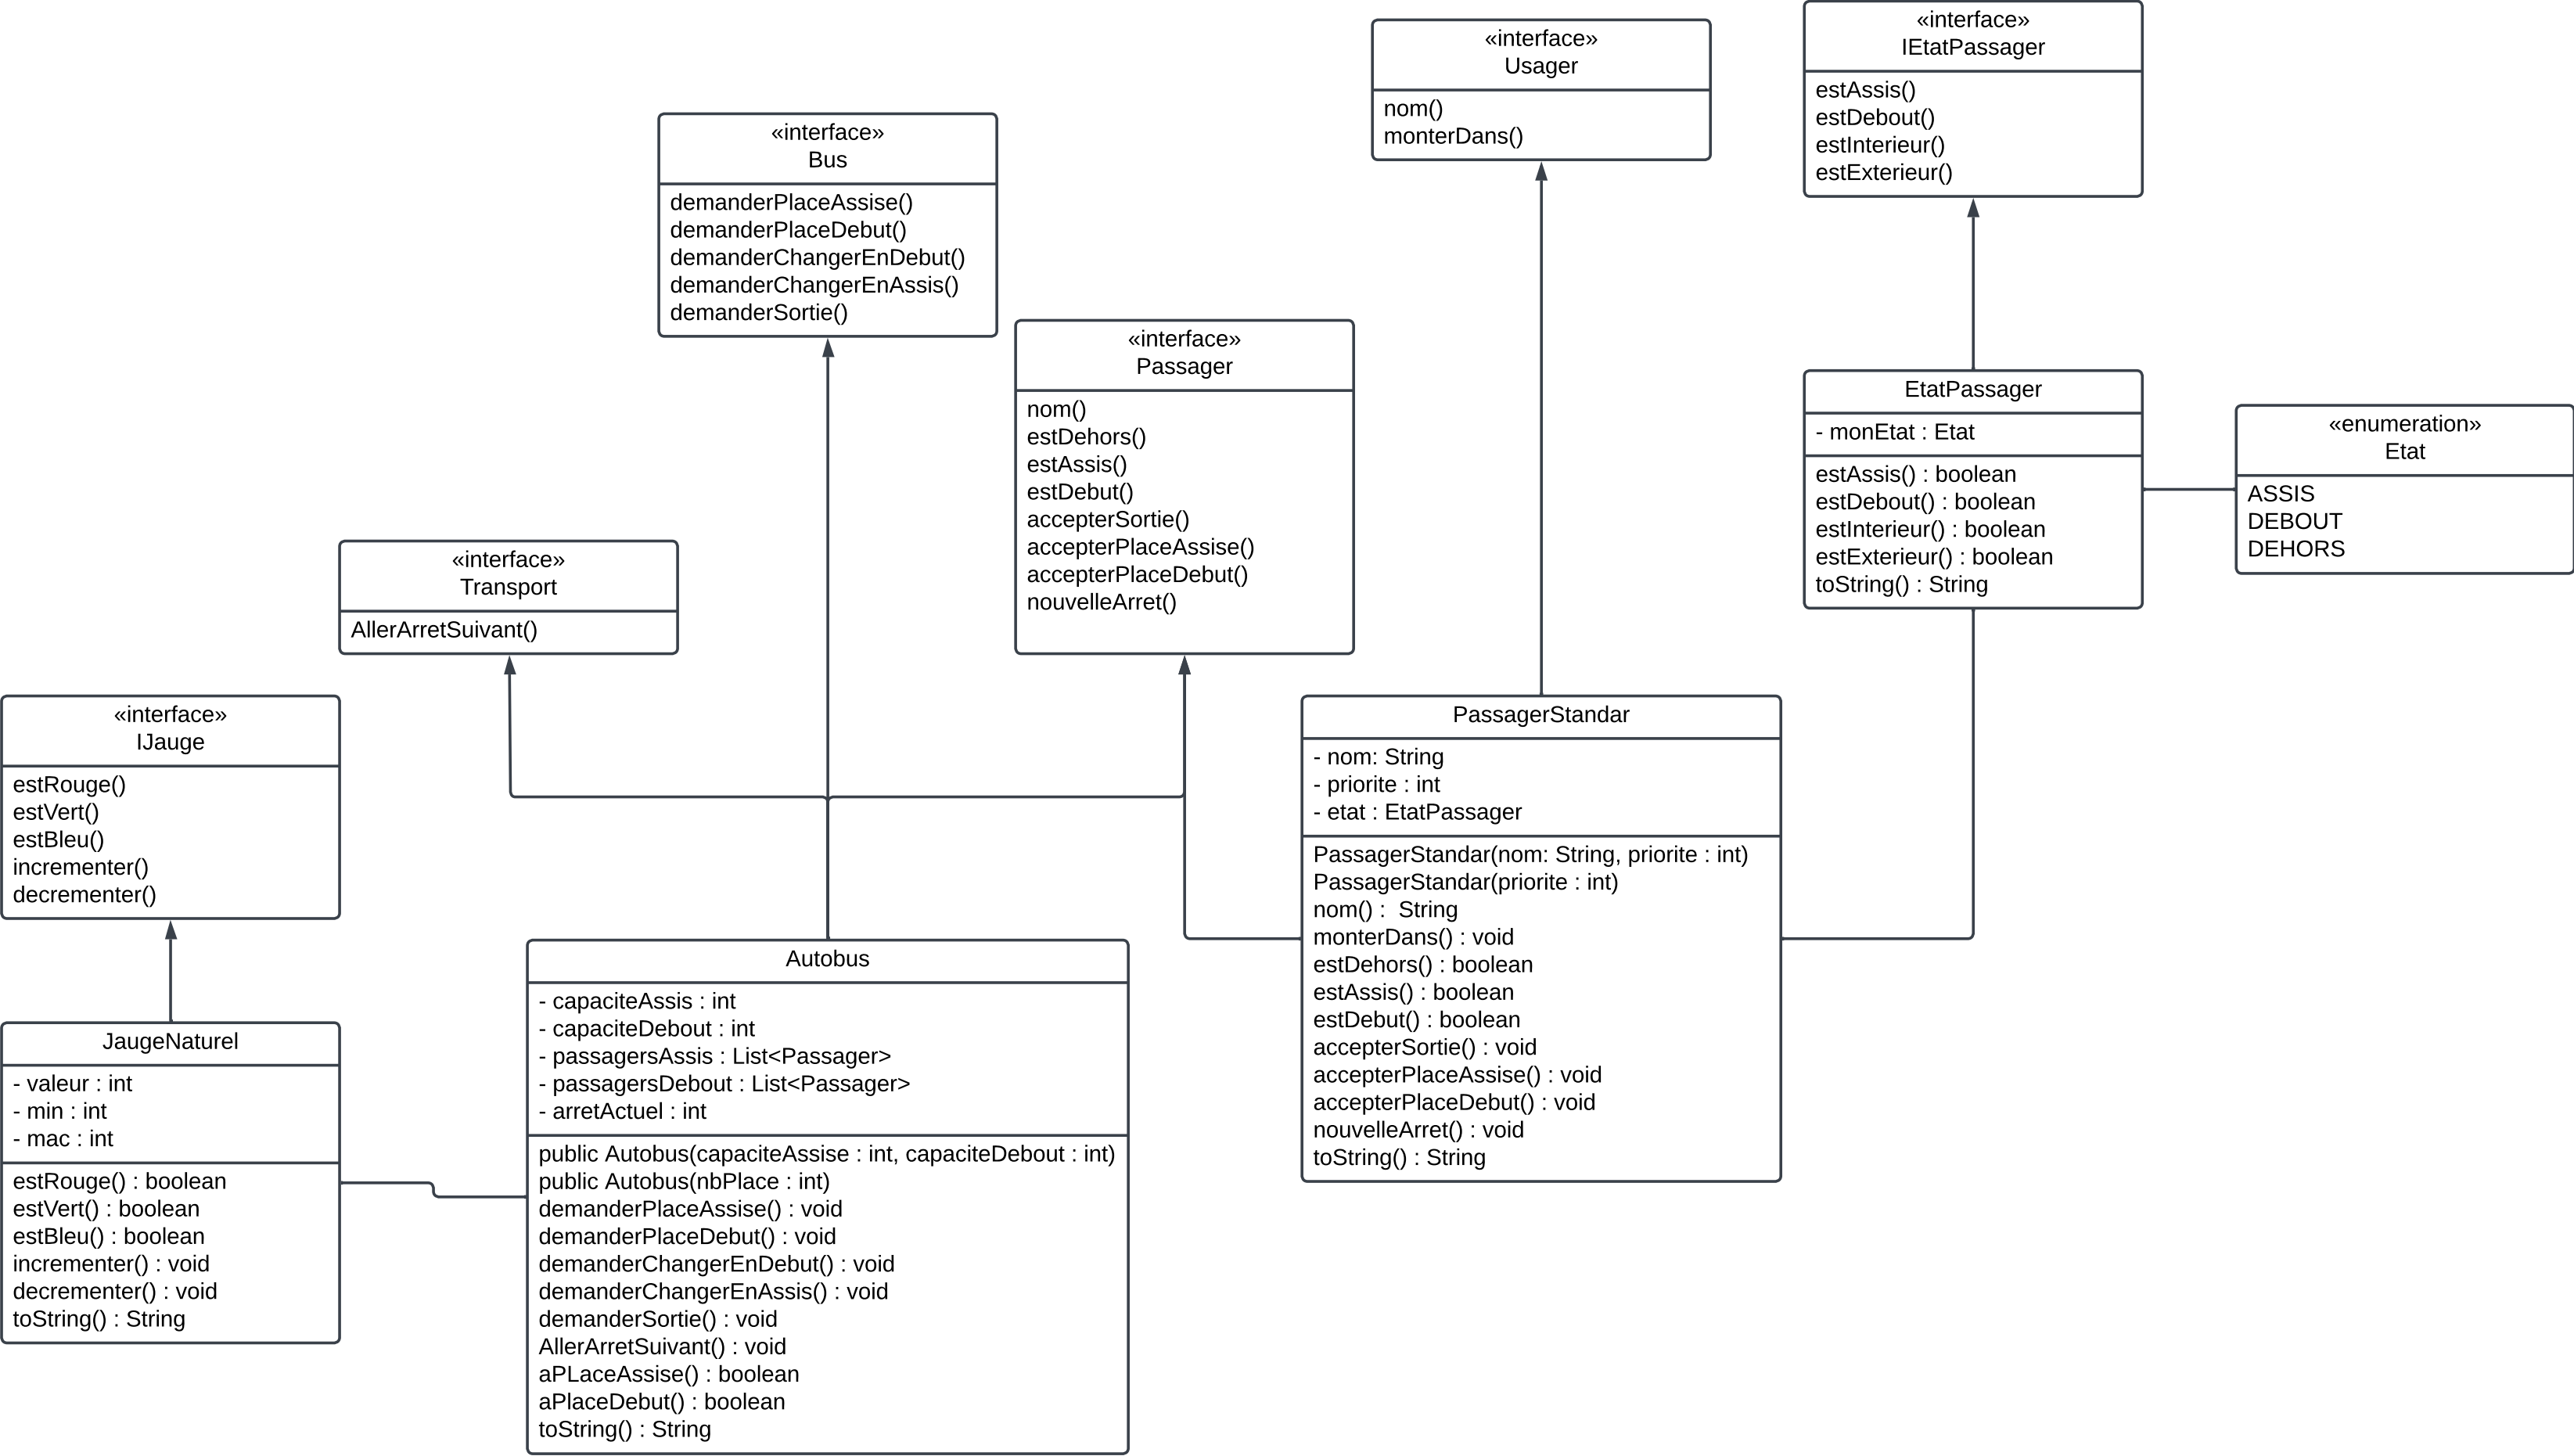 «interface»
IEtatPassager
estAssis()
estDebout()
estInterieur()
estExterieur()
«interface»
Usager
nom()
monterDans()
«interface»
Bus
demanderPlaceAssise()
demanderPlaceDebut()
demanderChangerEnDebut()
demanderChangerEnAssis()
demanderSortie()
«interface»
Passager
nom()
estDehors()
estAssis()
estDebut()
accepterSortie()
accepterPlaceAssise()
accepterPlaceDebut()
nouvelleArret()
EtatPassager
- monEtat : Etat
estAssis() : boolean
estDebout() : boolean
estInterieur() : boolean
estExterieur() : boolean
toString() : String
«enumeration»
Etat
ASSIS
DEBOUT
DEHORS
«interface»
Transport
AllerArretSuivant()
«interface»
IJauge
estRouge()
estVert()
estBleu()
incrementer()
decrementer()
PassagerStandar
- nom: String
- priorite : int
- etat : EtatPassager
PassagerStandar(nom: String, priorite : int)
PassagerStandar(priorite : int)
nom() :  String
monterDans() : void
estDehors() : boolean
estAssis() : boolean
estDebut() : boolean
accepterSortie() : void
accepterPlaceAssise() : void
accepterPlaceDebut() : void
nouvelleArret() : void
toString() : String
JaugeNaturel
- valeur : int
- min : int
- mac : int
estRouge() : boolean
estVert() : boolean
estBleu() : boolean
incrementer() : void
decrementer() : void
toString() : String
Autobus
- capaciteAssis : int
- capaciteDebout : int
- passagersAssis : List<Passager>
- passagersDebout : List<Passager>
- arretActuel : int
public Autobus(capaciteAssise : int, capaciteDebout : int)
public Autobus(nbPlace : int)
demanderPlaceAssise() : void
demanderPlaceDebut() : void
demanderChangerEnDebut() : void
demanderChangerEnAssis() : void
demanderSortie() : void
AllerArretSuivant() : void
aPLaceAssise() : boolean
aPlaceDebut() : boolean
toString() : String